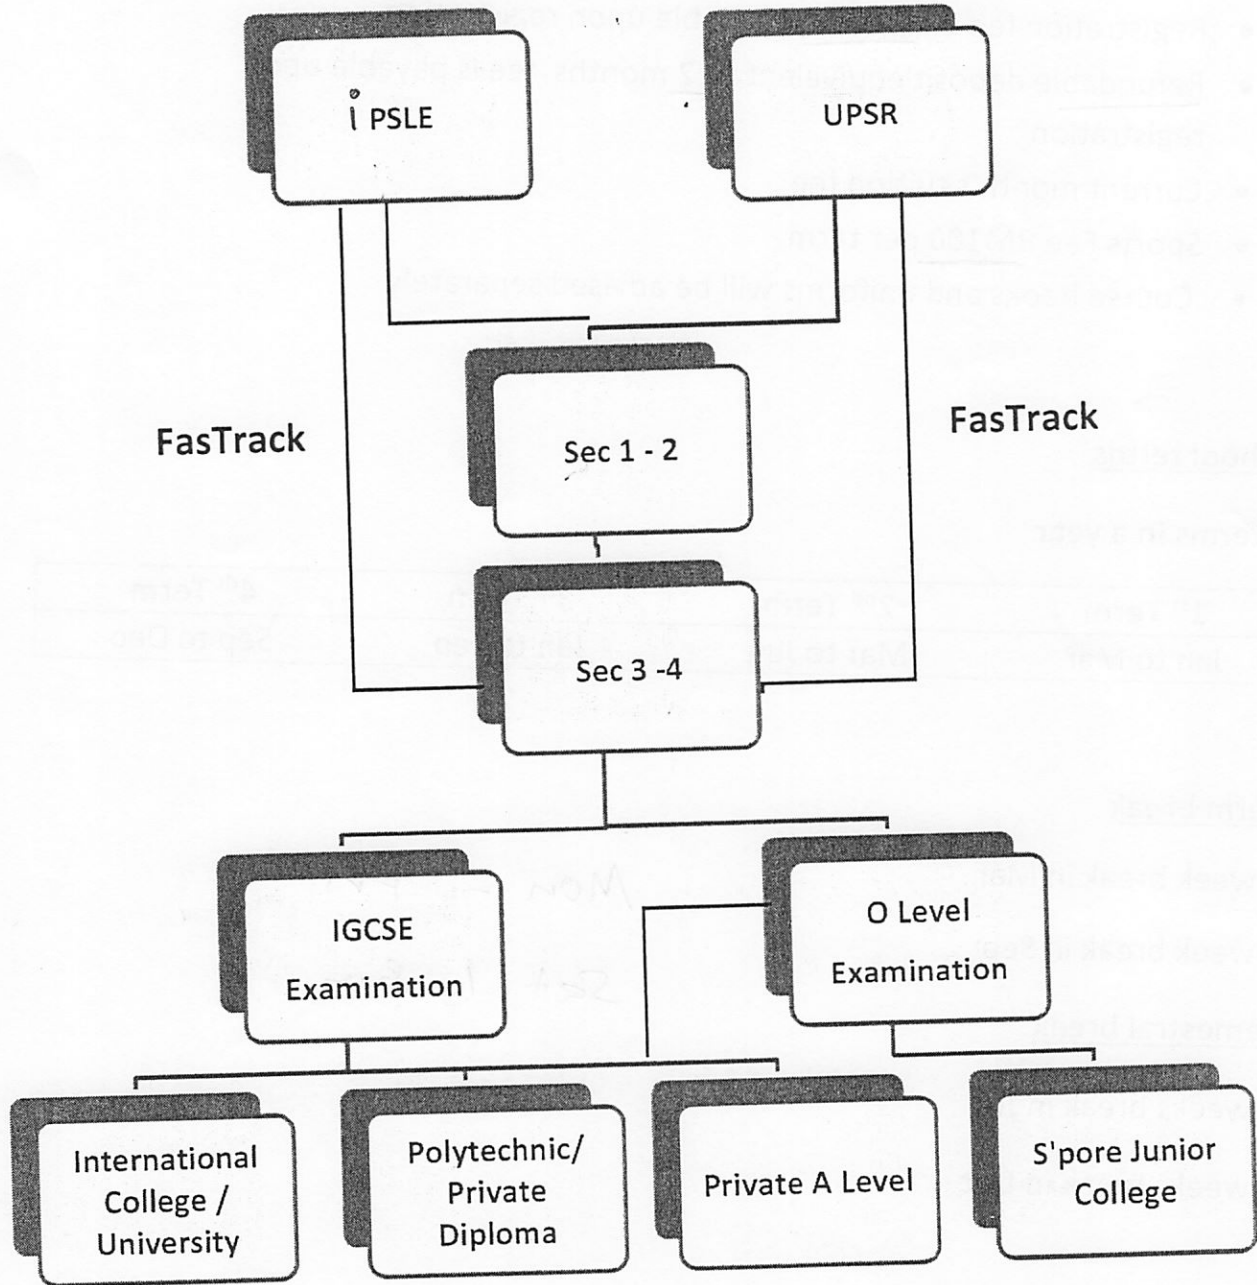 i PSLE
UPSR
FasTrack
FasTrack
Sec 1 - 2
Sec 3 -4
IGCSE
Examination
O Level
Examination
International
College /
University
Polytechnic/
Private
Diploma
Private A Level
S'pore Junior
College